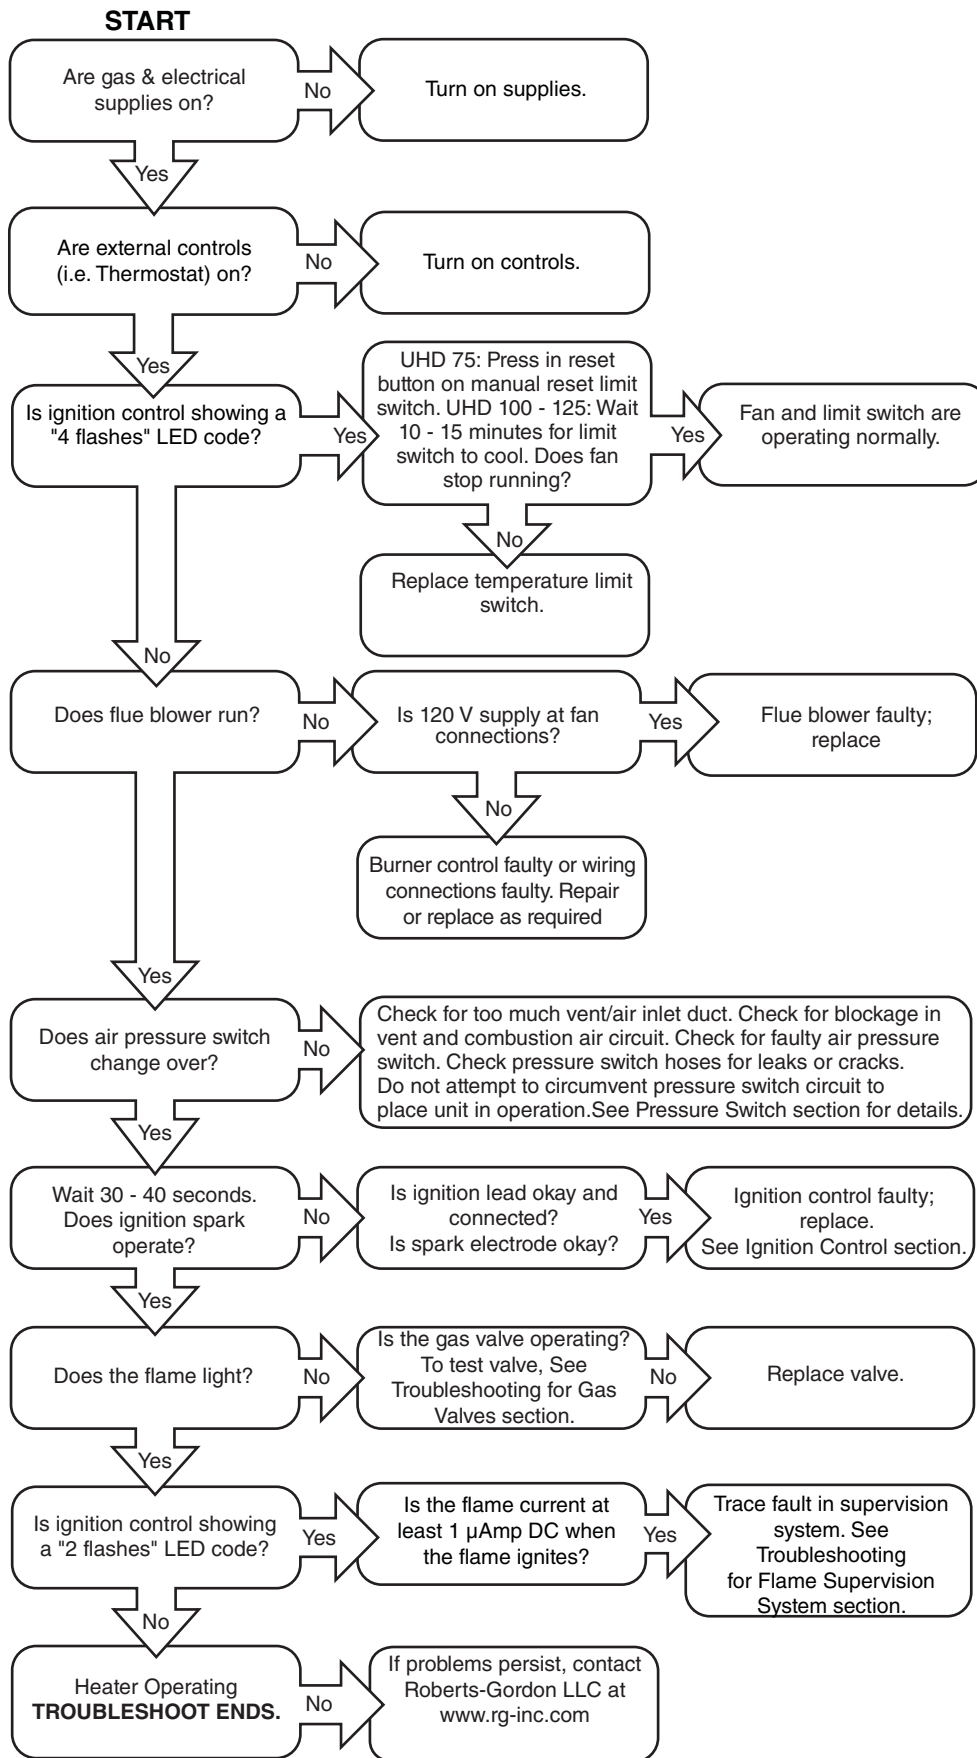 START
Are gas & electrical
supplies on?
No
Turn on supplies.
Yes
Are external controls
(i.e. Thermostat) on?
No
Turn on controls.
Yes
Is ignition control showing a
"4 flashes" LED code?
Yes
UHD 75: Press in reset
button on manual reset limit
switch. UHD 100 - 125: Wait
10 - 15 minutes for limit
switch to cool. Does fan
stop running?
Yes
Fan and limit switch are
operating normally.
No
Replace temperature limit
switch.
No
Does flue blower run?
No
Is 120 V supply at fan
connections?
Yes
Flue blower faulty;
replace
No
Burner control faulty or wiring
connections faulty. Repair
or replace as required
Yes
Does air pressure switch
change over?
No
Check for too much vent/air inlet duct. Check for blockage in
vent and combustion air circuit. Check for faulty air pressure
switch. Check pressure switch hoses for leaks or cracks.
Do not attempt to circumvent pressure switch circuit to
place unit in operation.See Pressure Switch section for details.
Yes
Wait 30 - 40 seconds.
Does ignition spark
operate?
No
Is ignition lead okay and
connected?
Is spark electrode okay?
Yes
Ignition control faulty;
replace.
See Ignition Control section.
Yes
Does the flame light?
No
Is the gas valve operating?
To test valve, See
Troubleshooting for Gas
Valves section.
No
Replace valve.
Yes
Is ignition control showing
a "2 flashes" LED code?
Yes
Is the flame current at
least 1 µAmp DC when
the flame ignites?
Yes
Trace fault in supervision
system. See
Troubleshooting
for Flame Supervision
System section.
No
Heater Operating
TROUBLESHOOT ENDS.
No
If problems persist, contact
Roberts-Gordon LLC at
www.rg-inc.com